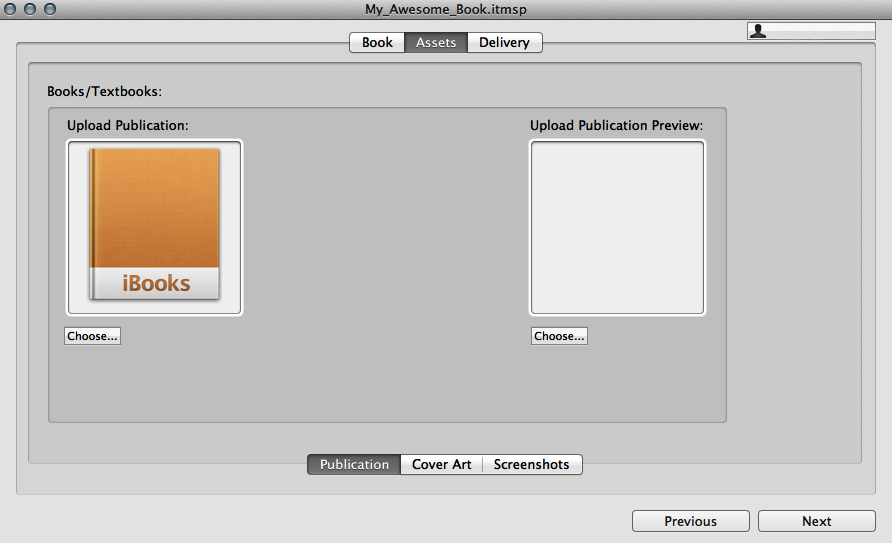 My_Awesome_Book.itmsp
Book Assets Delivery
Books/Textbooks:
Upload Publication: Upload Publication Preview:
iBooks
Choose... Choose...
Publication Cover Art Screenshots
Previous Next